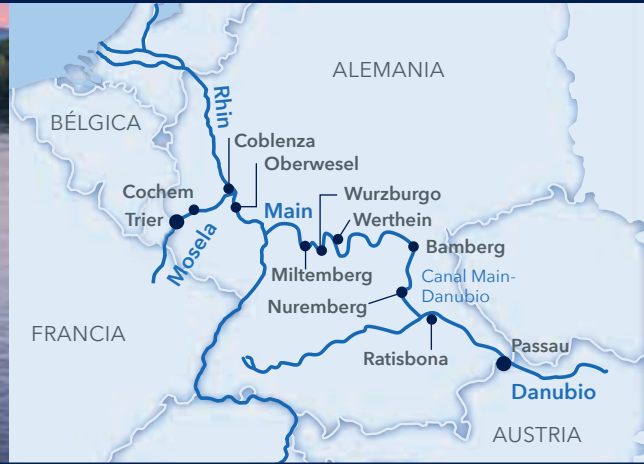 ALEMANIA
BÉLGICA
Rhin
Coblenza
Oberwesel
Cochem
Trier
Mosela
Main
Wurzburgo
Werthein
Miltemberg
Bamberg
Canal Main-
Danubio
Nuremberg
FRANCIA
Ratisbona
Passau
Danubio
AUSTRIA